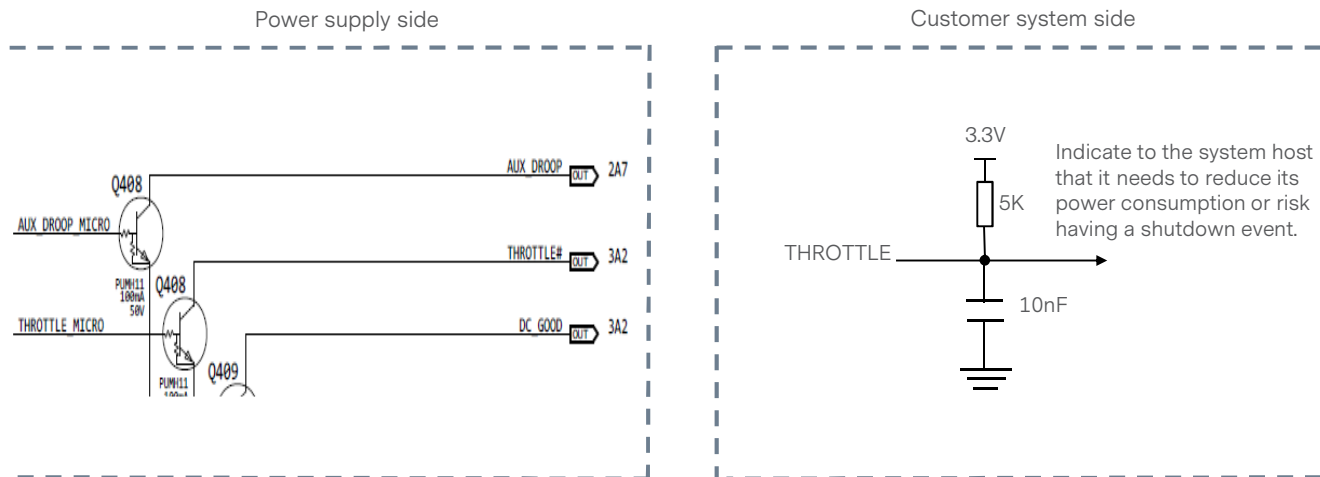 Power supply side
Customer system side
AUX_DROOP
OUT
2A7
Q408
AUX_DROOP_MICRO
THROTTLE#
OUT
3A2
PUMH11
100mA
50V
Q408
THROTTLE_MICRO
DC_GOOD
OUT
3A2
Q409
PUMH11
100mA
3.3V
5K
Indicate to the system host
that it needs to reduce its
power consumption or risk
having a shutdown event.
THROTTLE
10nF